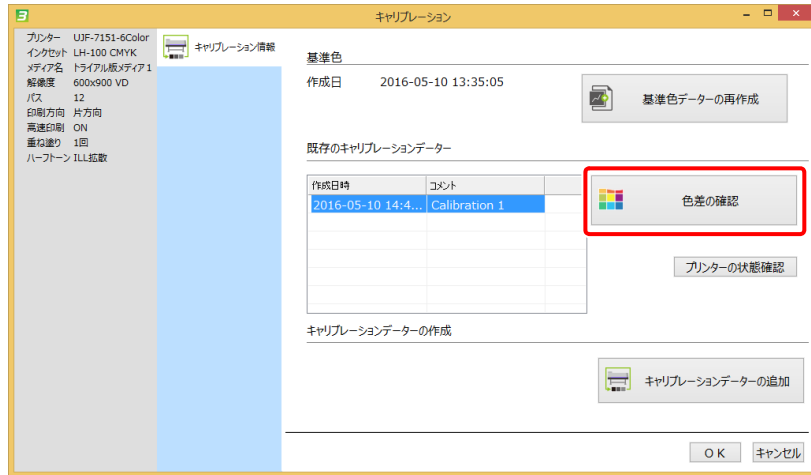 キャリブレーション
プリンター UJF-7151-6Color
インクセット LH-100 CMYK
メディア名 トライアル版メディア1
解像度 600x900 VD
パス 12
印刷方向 片方向
高速印刷 ON
重ね塗り 1回
ハーフトーン ILL拡散
キャリブレーション情報
基準色
作成日 2016-05-10 13:35:05
基準色データーの再作成
既存のキャリブレーションデーター
作成日時 コメント
2016-05-10 14:4... Calibration 1
色差の確認
プリンターの状態確認
キャリブレーションデーターの作成
キャリブレーションデーターの追加
OK キャンセル